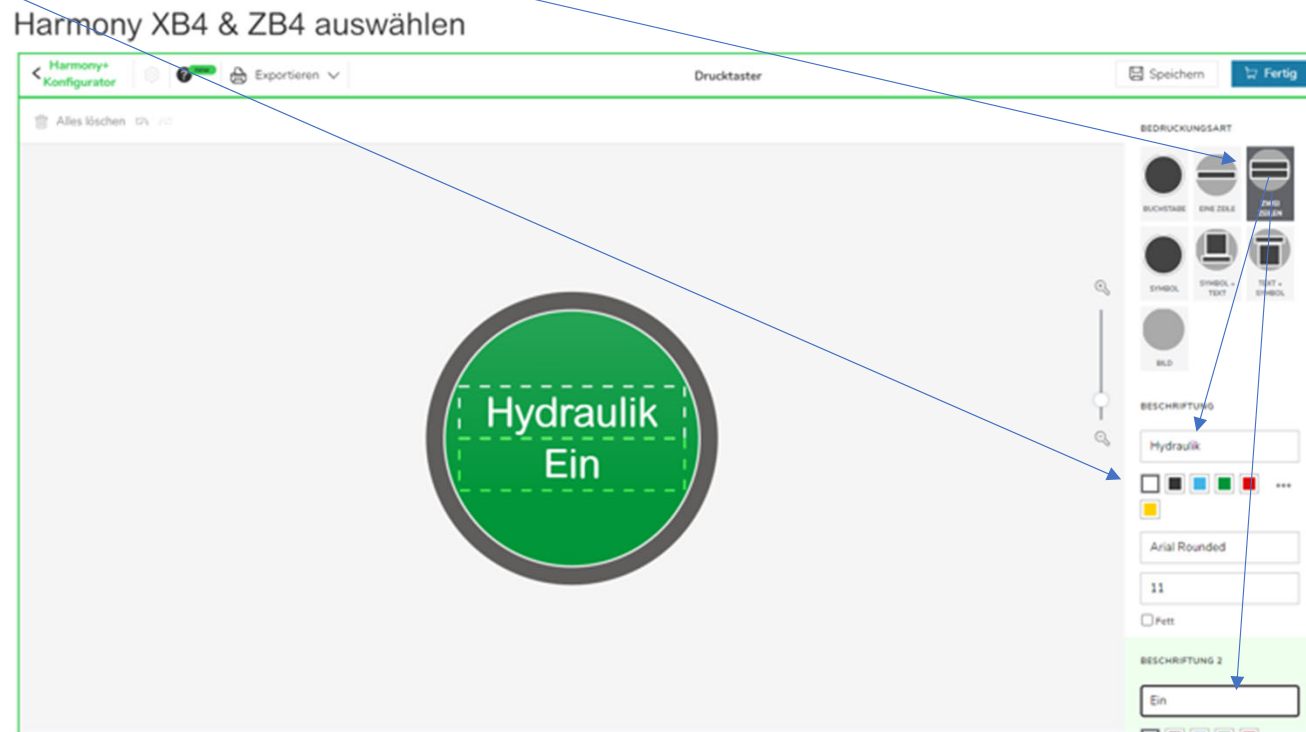 Harmony XB4 & ZB4 auswählen
Harmony+
Konfigurator
? new
Exportieren
Drucktaster
Speichern
Fertig
Alles löschen
BEDRUCKUNGSART
BUCHSTABE
EINE ZEILE
ZWEI
ZEILEN
SYMBOL
SYMBOL +
TEXT
TEXT +
SYMBOL
BILD
Hydraulik
Ein
BESCHRIFTUNG
Hydraulik
Arial Rounded
11
Fett
BESCHRIFTUNG 2
Ein